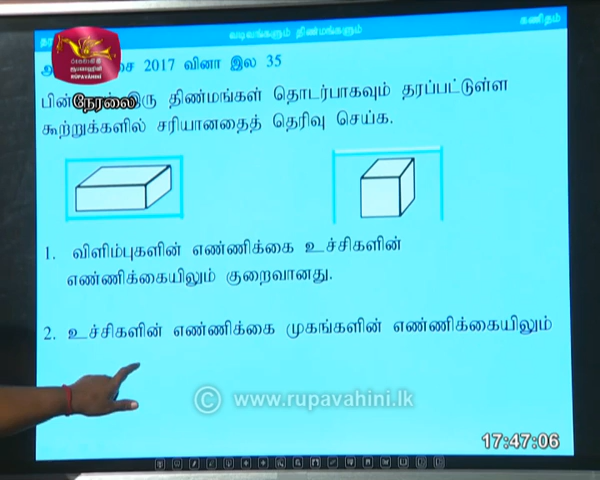 வடிவங்களும் திண்மங்களும்
கணிதம்
2017 வினா இல 35
நேரலை
RUPAVAHINI
திண்மங்கள் தொடர்பாகவும் தரப்பட்டுள்ள
கூற்றுக்களில் சரியானதைத் தெரிவு செய்க.
1. விளிம்புகளின் எண்ணிக்கை உச்சிகளின்
எண்ணிக்கையிலும் குறைவானது.
2. உச்சிகளின் எண்ணிக்கை முகங்களின் எண்ணிக்கையிலும்
© www.rupavahini.lk
17:47:06